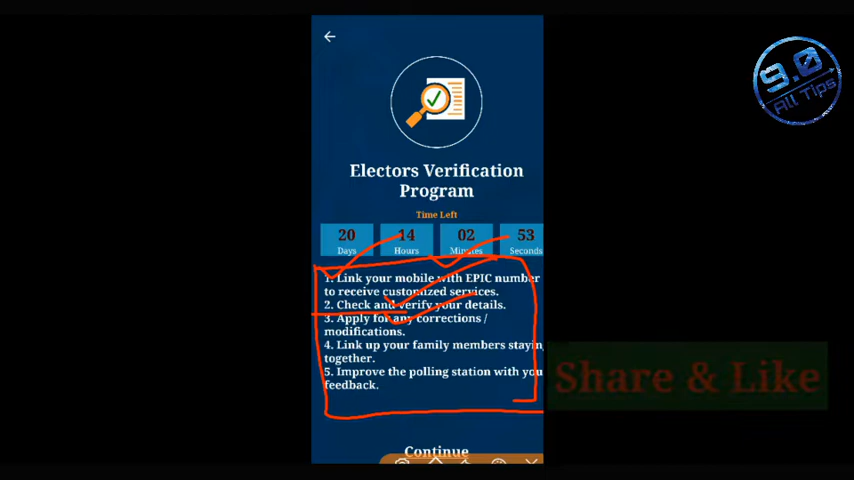 9.0
All Tips
Electors Verification
Program
Time Left
20 14 02 53
Days Hours Minutes Seconds
1. Link your mobile with EPIC number
to receive customized services.
2. Check and verify your details.
3. Apply for any corrections /
modifications.
4. Link up your family members stayin
together.
5. Improve the polling station with you
feedback.
Share & Like
Continue